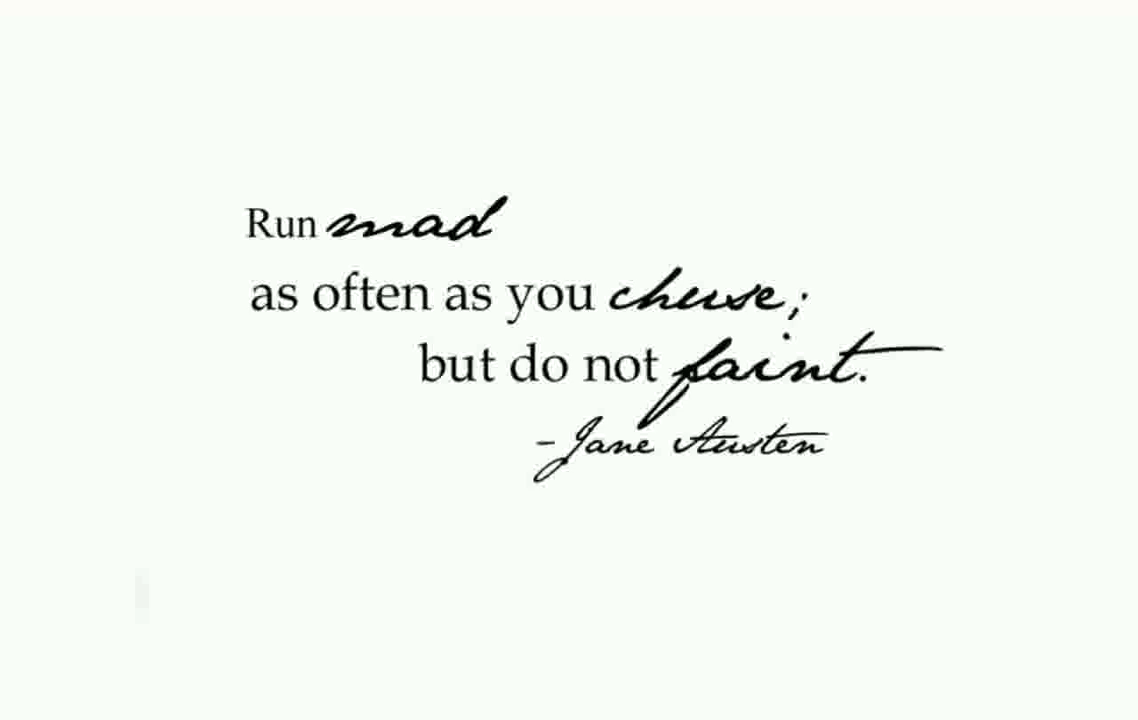 Run mad
as often as you chuse;
but do not faint.
-Jane Austen